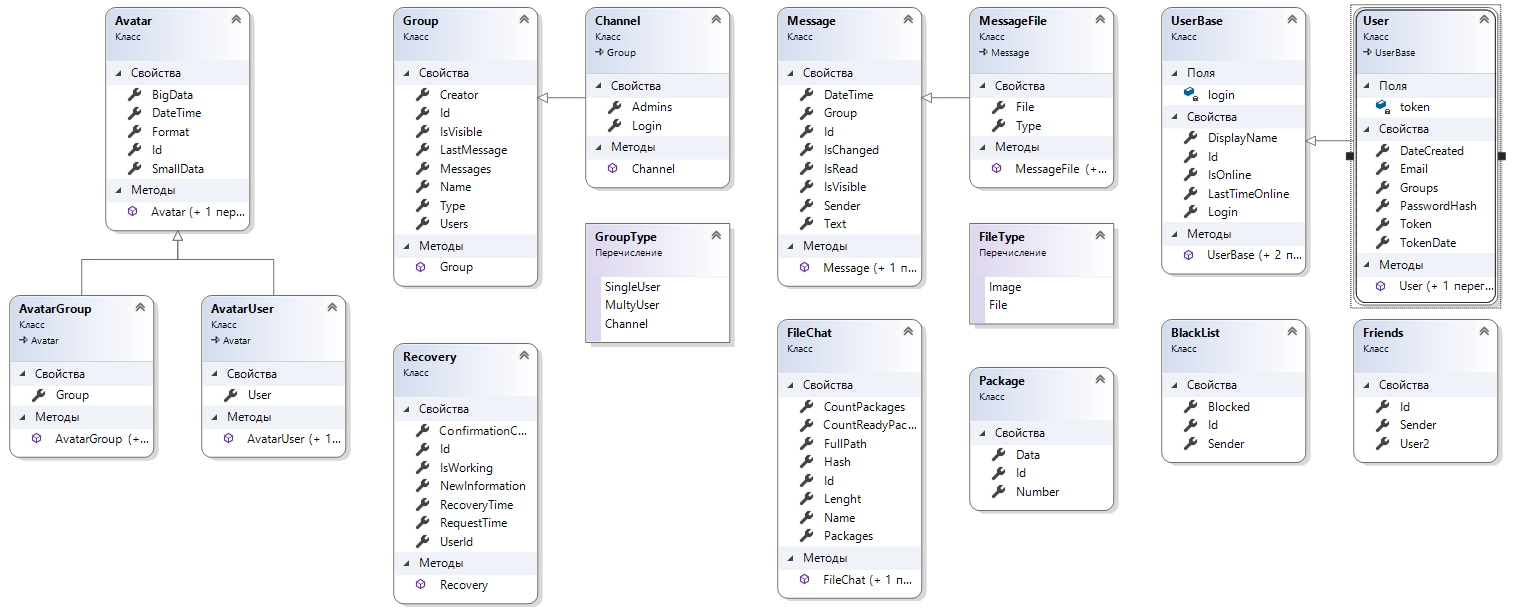 Avatar
Класс
Свойства
BigData
DateTime
Format
Id
SmallData
Методы
Avatar (+ 1 пер...
AvatarGroup
Класс
Avatar
Свойства
Group
Методы
AvatarGroup (+...
AvatarUser
Класс
Avatar
Свойства
User
Методы
AvatarUser (+ 1...
Group
Класс
Свойства
Creator
Id
IsVisible
LastMessage
Messages
Name
Type
Users
Методы
Group
Recovery
Класс
Свойства
ConfirmationC...
Id
IsWorking
NewInformation
RecoveryTime
RequestTime
UserId
Методы
Recovery
Channel
Класс
Group
Свойства
Admins
Login
Методы
Channel
GroupType
Перечисление
SingleUser
MultyUser
Channel
Message
Класс
Свойства
DateTime
Group
Id
IsChanged
IsRead
IsVisible
Sender
Text
Методы
Message (+ 1 п...
FileChat
Класс
Свойства
CountPackages
CountReadyPac...
FullPath
Hash
Id
Lenght
Name
Packages
Методы
FileChat (+ 1 п...
MessageFile
Класс
Message
Свойства
File
Type
Методы
MessageFile (+...
FileType
Перечисление
Image
File
Package
Класс
Свойства
Data
Id
Number
UserBase
Класс
Поля
login
Свойства
DisplayName
Id
IsOnline
LastTimeOnline
Login
Методы
UserBase (+ 2 п...
BlackList
Класс
Свойства
Blocked
Id
Sender
User
Класс
UserBase
Поля
token
Свойства
DateCreated
Email
Groups
PasswordHash
Token
TokenDate
Методы
User (+ 1 перег...
Friends
Класс
Свойства
Id
Sender
User2